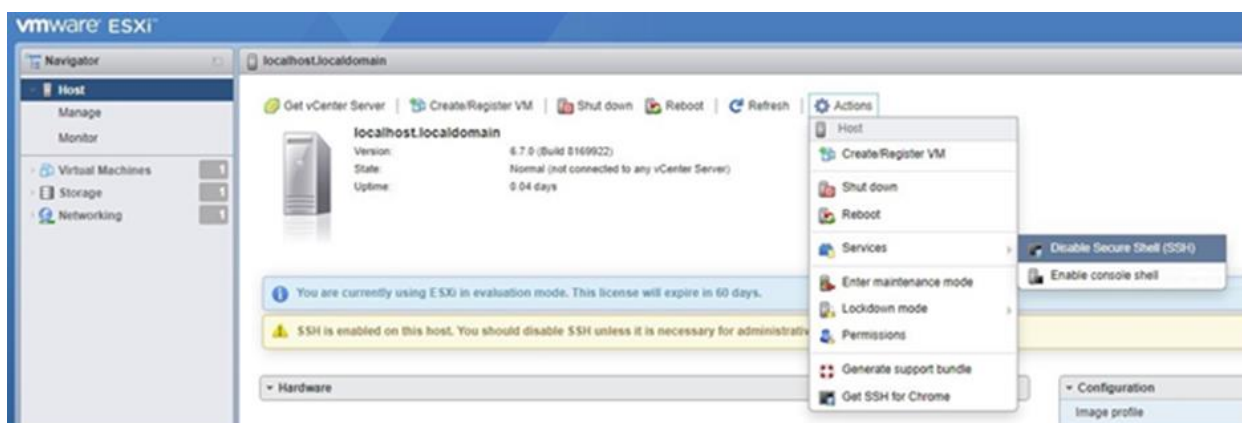 vmware ESXi
Navigator
localhost.localdomain
Host
Manage
Monitor
Virtual Machines 1
Storage 1
Networking 1
Get vCenter Server | Create/Register VM | Shut down Reboot | Refresh | Actions
localhost.localdomain
Version: 6.7.0 (Build 8169922)
State: Normal (not connected to any vCenter Server)
Uptime: 0.04 days
Host
Create/Register VM
Shut down
Reboot
Services
Disable Secure Shell (SSH)
Enable console shell
Enter maintenance mode
Lockdown mode
Permissions
Generate support bundle
Get SSH for Chrome
You are currently using ESXi in evaluation mode. This license will expire in 60 days.
SSH is enabled on this host. You should disable SSH unless it is necessary for administrativ
Hardware
Configuration
Image profile